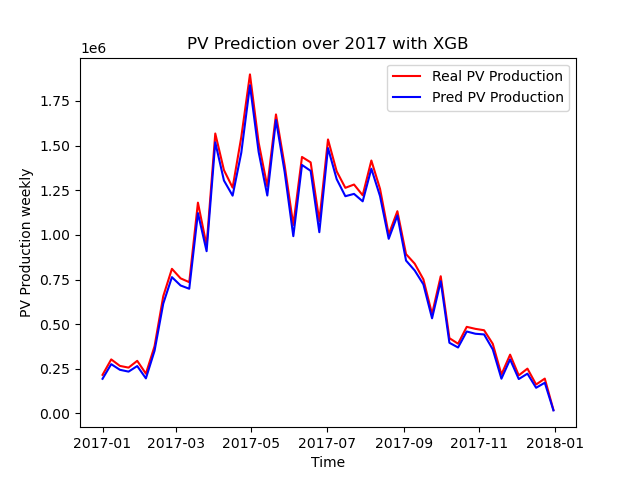 PV Prediction over 2017 with XGB
1e6
Real PV Production
Pred PV Production
1.75
1.50
1.25
1.00
0.75
0.50
0.25
0.00
PV Production weekly
2017-01 2017-03 2017-05 2017-07 2017-09 2017-11 2018-01
Time